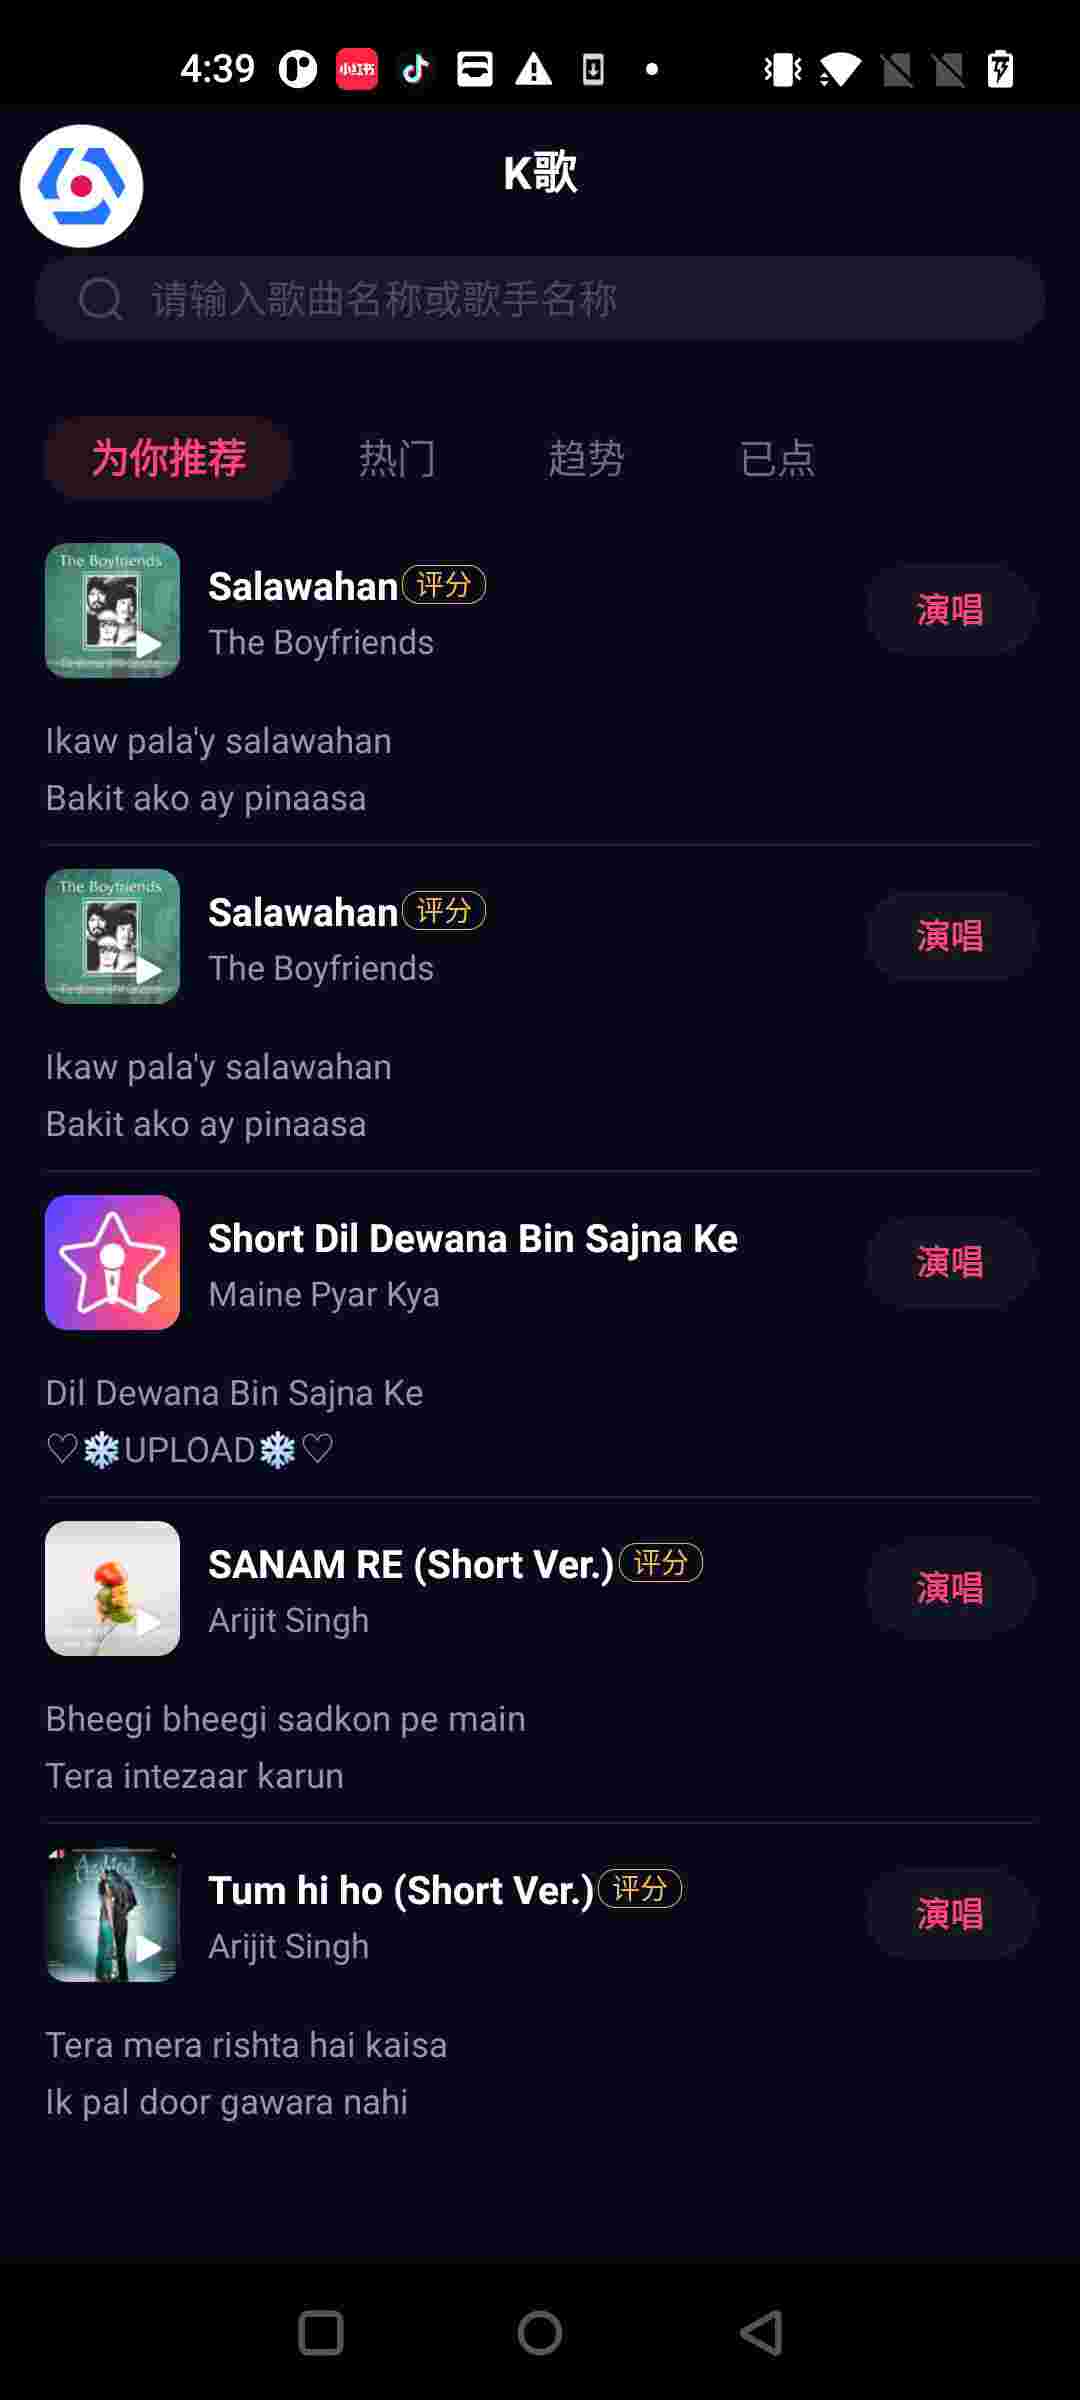 4:39
小红书
K歌
请输入歌曲名称或歌手名称
为你推荐 热门 趋势 已点
The Boyfriends
Salawahan 评分
The Boyfriends
演唱
Ikaw pala'y salawahan
Bakit ako ay pinaasa
The Boyfriends
Salawahan 评分
The Boyfriends
演唱
Ikaw pala'y salawahan
Bakit ako ay pinaasa
Short Dil Dewana Bin Sajna Ke
Maine Pyar Kya
演唱
Dil Dewana Bin Sajna Ke
♡❄UPLOAD❄♡
SANAM RE (Short Ver.) 评分
Arijit Singh
演唱
Bheegi bheegi sadkon pe main
Tera intezaar karun
Tum hi ho (Short Ver.) 评分
Arijit Singh
演唱
Tera mera rishta hai kaisa
Ik pal door gawara nahi